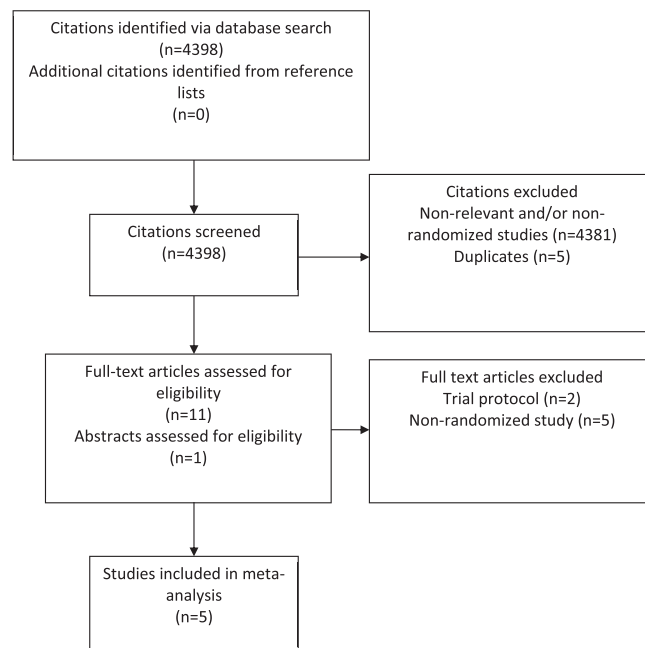 Citations identified via database search
(n=4398)
Additional citations identified from reference
lists
(n=0)
Citations screened
(n=4398)
Citations excluded
Non-relevant and/or non-
randomized studies (n=4381)
Duplicates (n=5)
Full-text articles assessed for
eligibility
(n=11)
Abstracts assessed for eligibility
(n=1)
Full text articles excluded
Trial protocol (n=2)
Non-randomized study (n=5)
Studies included in meta-
analysis
(n=5)